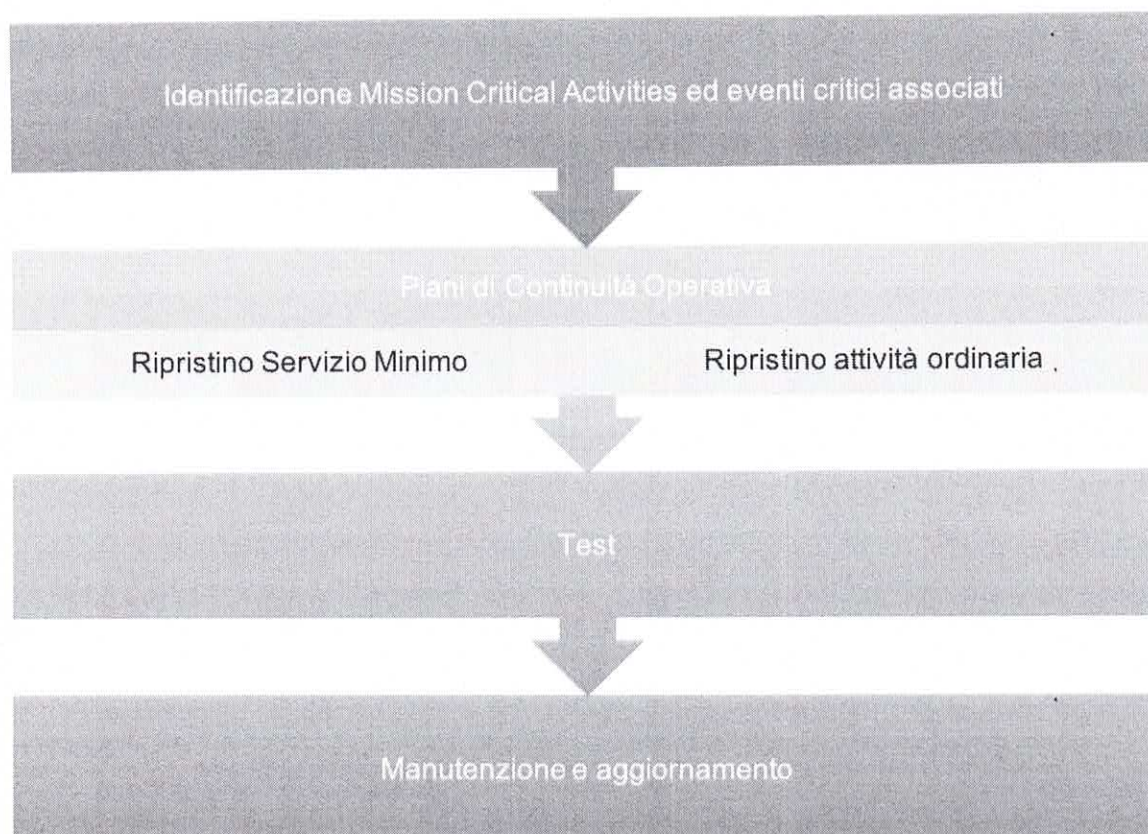 Identificazione Mission Critical Activities ed eventi critici associati
Piani di Continuità Operativa
Ripristino Servizio Minimo
Ripristino attività ordinaria
Test
Manutenzione e aggiornamento